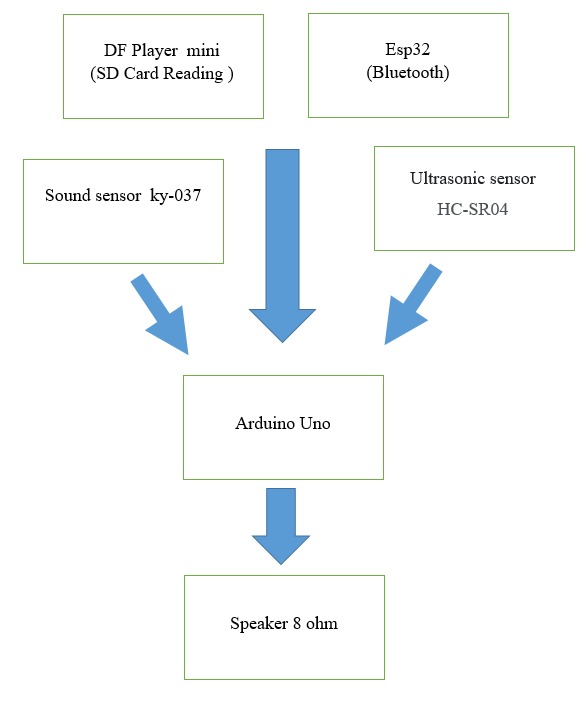 DF Player mini
(SD Card Reading )
Esp32
(Bluetooth)
Sound sensor ky-037
Ultrasonic sensor
HC-SR04
Arduino Uno
Speaker 8 ohm